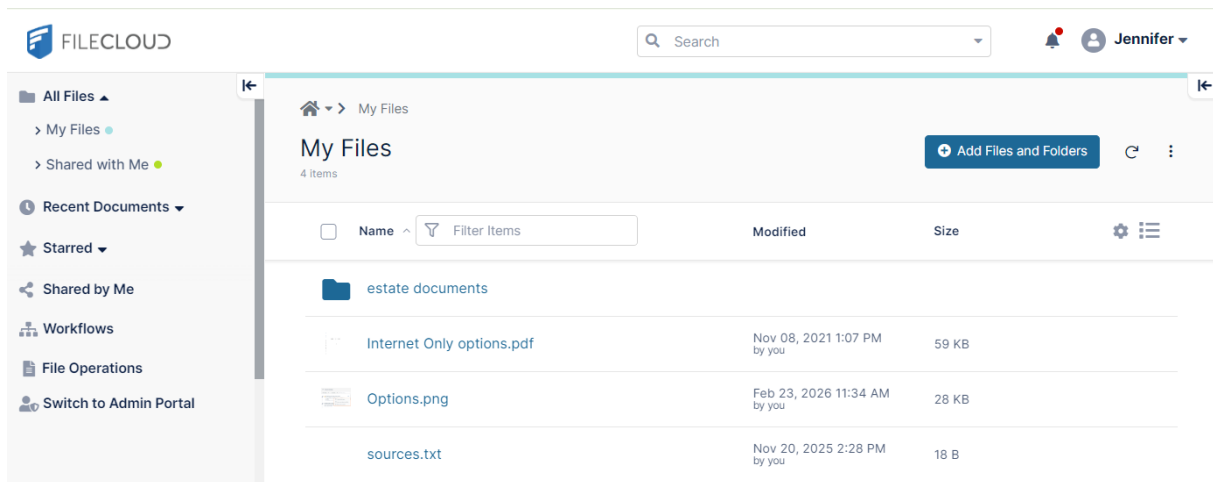 FILECLOUD
Search
Jennifer
All Files
My Files
Shared with Me
Recent Documents
Starred
Shared by Me
Workflows
File Operations
Switch to Admin Portal
My Files
My Files
4 items
Add Files and Folders
Name Filter Items Modified Size
estate documents
Internet Only options.pdf Nov 08, 2021 1:07 PM 59 KB
by you
Options.png Feb 23, 2026 11:34 AM 28 KB
by you
sources.txt Nov 20, 2025 2:28 PM 18 B
by you